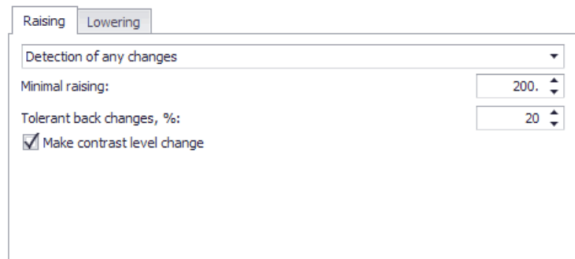 Raising Lowering
Detection of any changes
Minimal raising: 200.
Tolerant back changes, %: 20
Make contrast level change